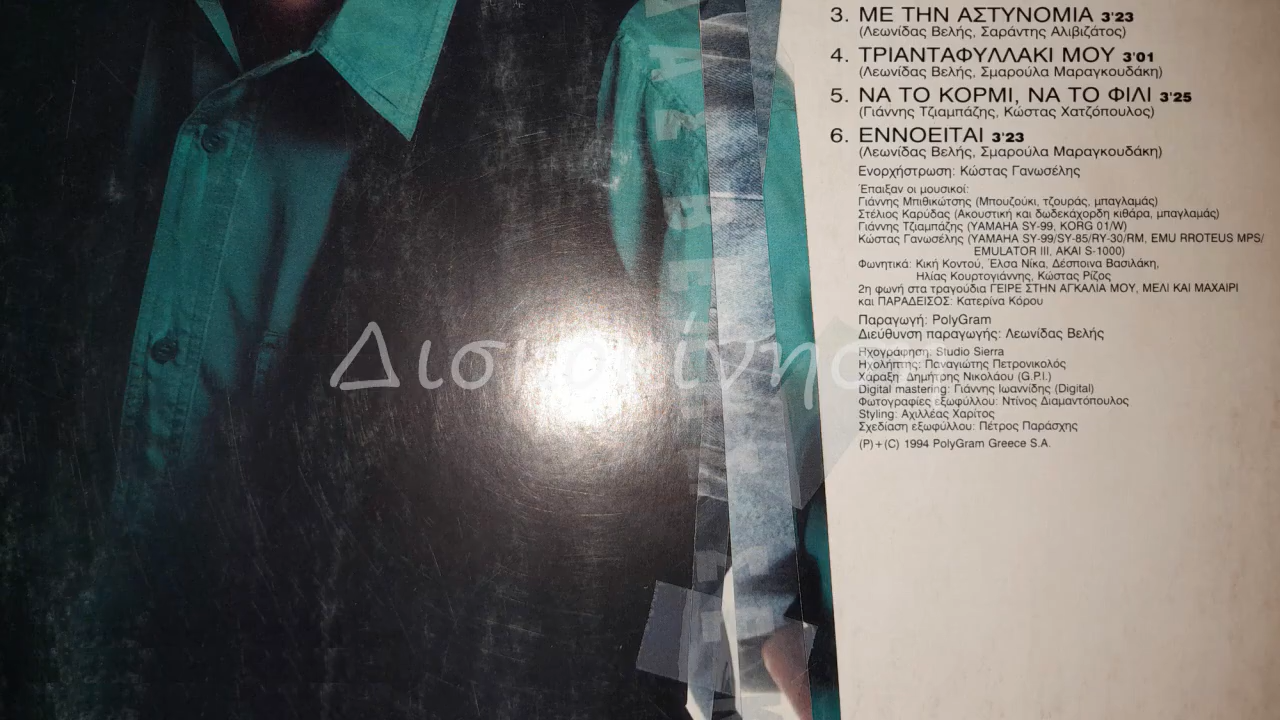 3. ΜΕ ΤΗΝ ΑΣΤΥΝΟΜΙΑ 3'23
(Λεωνίδας Βελής, Σαράντης Αλιβιζάτος)
4. ΤΡΙΑΝΤΑΦΥΛΛΑΚΙ ΜΟΥ 3'01
(Λεωνίδας Βελής, Σμαρούλα Μαραγκουδάκη)
5. ΝΑ ΤΟ ΚΟΡΜΙ, ΝΑ ΤΟ ΦΙΛΙ 3'25
(Γιάννης Τζιαμπάζης, Κώστας Χατζόπουλος)
6. ΕΝΝΟΕΙΤΑΙ 3'23
(Λεωνίδας Βελής, Σμαρούλα Μαραγκουδάκη)
Ενορχήστρωση: Κώστας Γανωσέλης
Έπαιξαν οι μουσικοί:
Γιάννης Μπιθικώτσης (Μπουζούκι, τζουράς, μπαγλαμάς)
Στέλιος Καρύδας (Ακουστική και δωδεκάχορδη κιθάρα, μπαγλαμάς)
Γιάννης Τζιαμπάζης (YAMAHA SY-99, KORG 01/W)
Κώστας Γανωσέλης (YAMAHA SY-99/SY-85/RY-30/RM, EMU RROTEUS MPS/
EMULATOR III, AKAI S-1000)
Φωνητικά: Κική Κοντού, Έλσα Νίκα, Δέσποινα Βασιλάκη,
Ηλίας Κουρτογιάννης, Κώστας Ρίζος
2η φωνή στα τραγούδια ΓΕΙΡΕ ΣΤΗΝ ΑΓΚΑΛΙΑ ΜΟΥ, ΜΕΛΙ ΚΑΙ ΜΑΧΑΙΡΙ
και ΠΑΡΑΔΕΙΣΟΣ: Κατερίνα Κόρου
Παραγωγή: PolyGram
Διεύθυνση παραγωγής: Λεωνίδας Βελής
Ηχογράφηση: Studio Sierra
Ηχολήπτης: Παναγιώτης Πετρονικολός
Χάραξη: Δημήτρης Νικολάου (G.P.I.)
Digital mastering: Γιάννης Ιωαννίδης (Digital)
Φωτογραφίες εξωφύλλου: Ντίνος Διαμαντόπουλος
Styling: Αχιλλέας Χαρίτος
Σχεδίαση εξωφύλλου: Πέτρος Παράσχης
(P)+(C) 1994 PolyGram Greece S.A.